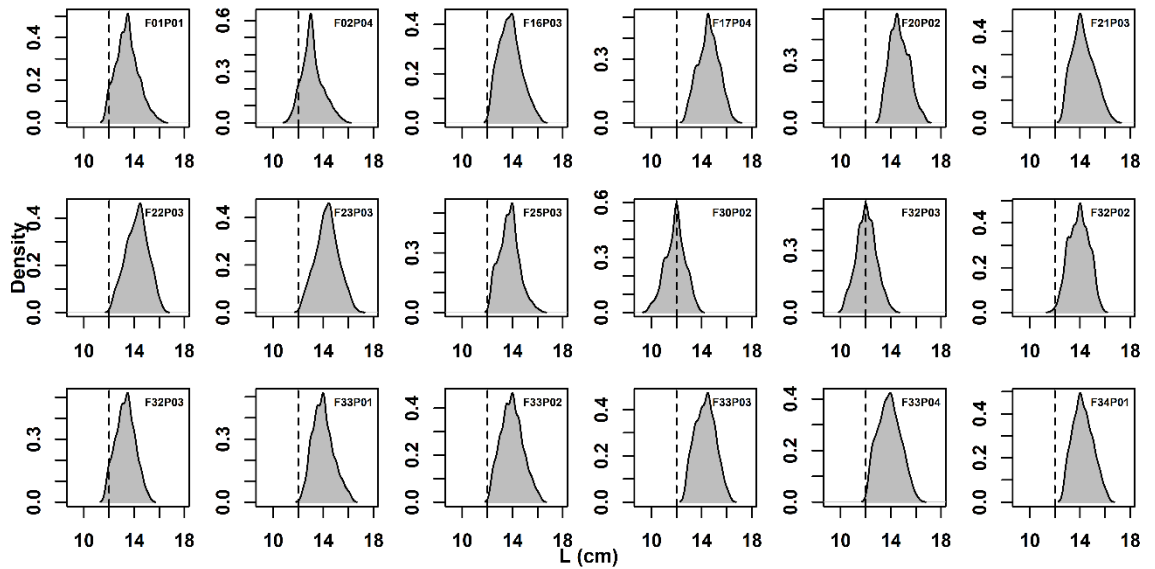 F01P01
0.0 0.2 0.4
10 14 18
F02P04
0.0 0.3 0.6
10 14 18
F16P03
0.0 0.2 0.4
10 14 18
F17P04
0.0 0.3
10 14 18
F20P02
0.0 0.3
10 14 18
F21P03
0.0 0.2 0.4
10 14 18
Density
F22P03
0.0 0.2 0.4
10 14 18
F23P03
0.0 0.2 0.4
10 14 18
F25P03
0.0 0.3
10 14 18
F30P02
0.0 0.3 0.6
10 14 18
F32P03
0.0 0.3
10 14 18
F32P02
0.0 0.2 0.4
10 14 18
F32P03
0.0 0.3
10 14 18
F33P01
0.0 0.3
10 14 18
F33P02
0.0 0.2 0.4
10 14 18
F33P03
0.0 0.2 0.4
10 14 18
F33P04
0.0 0.2 0.4
10 14 18
F34P01
0.0 0.2 0.4
10 14 18
L (cm)